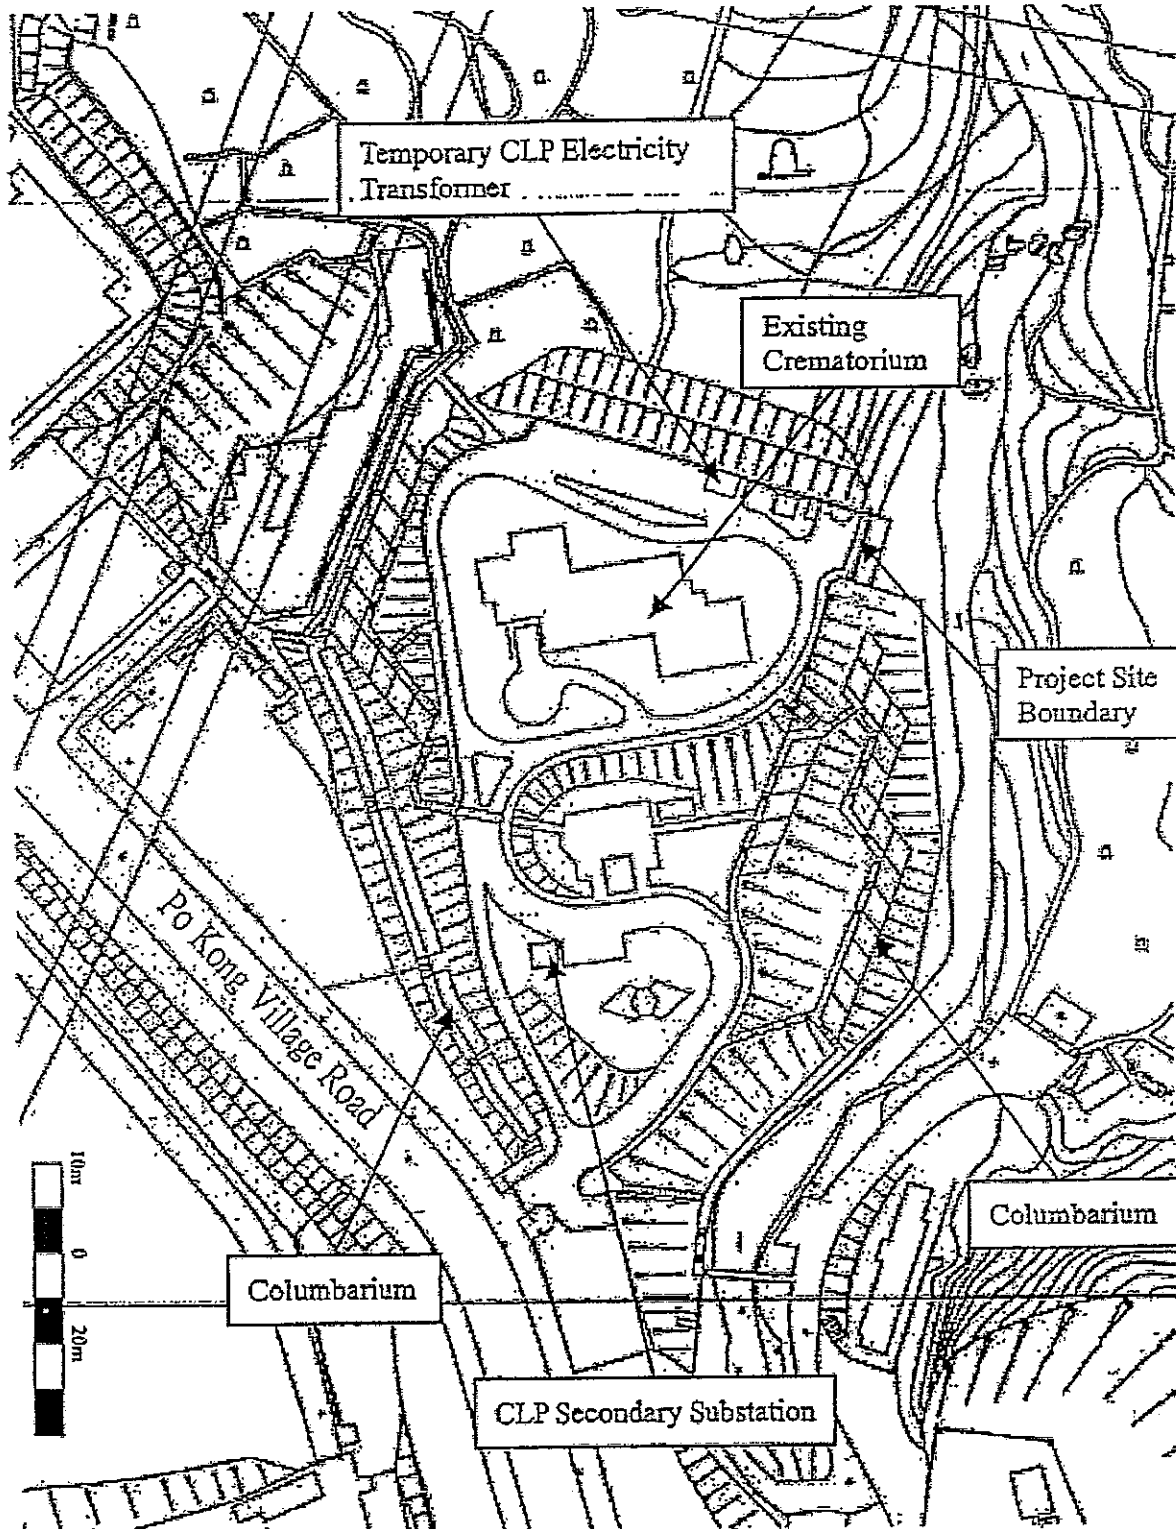 Temporary CLP Electricity
Transformer
Existing
Crematorium
Project Site
Boundary
Po Kong Village Road
10m
0
20m
Columbarium
Columbarium
CLP Secondary Substation